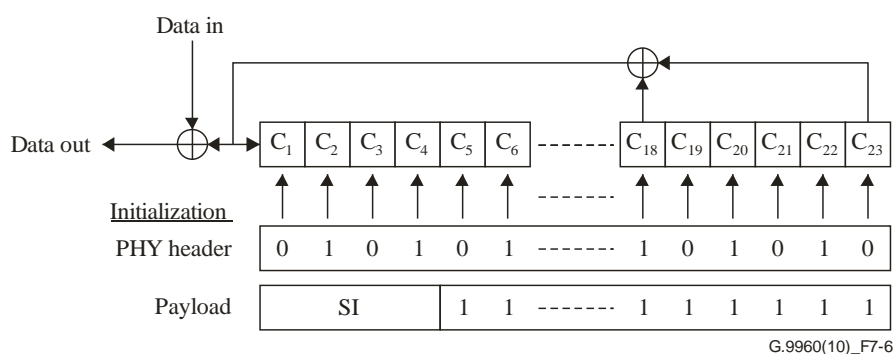 Data in
Data out
C1 C2 C3 C4 C5 C6 C18 C19 C20 C21 C22 C23
Initialization
PHY header 0 1 0 1 0 1 1 0 1 0 1 0
Payload SI 1 1 1 1 1 1 1 1
G.9960(10)_F7-6